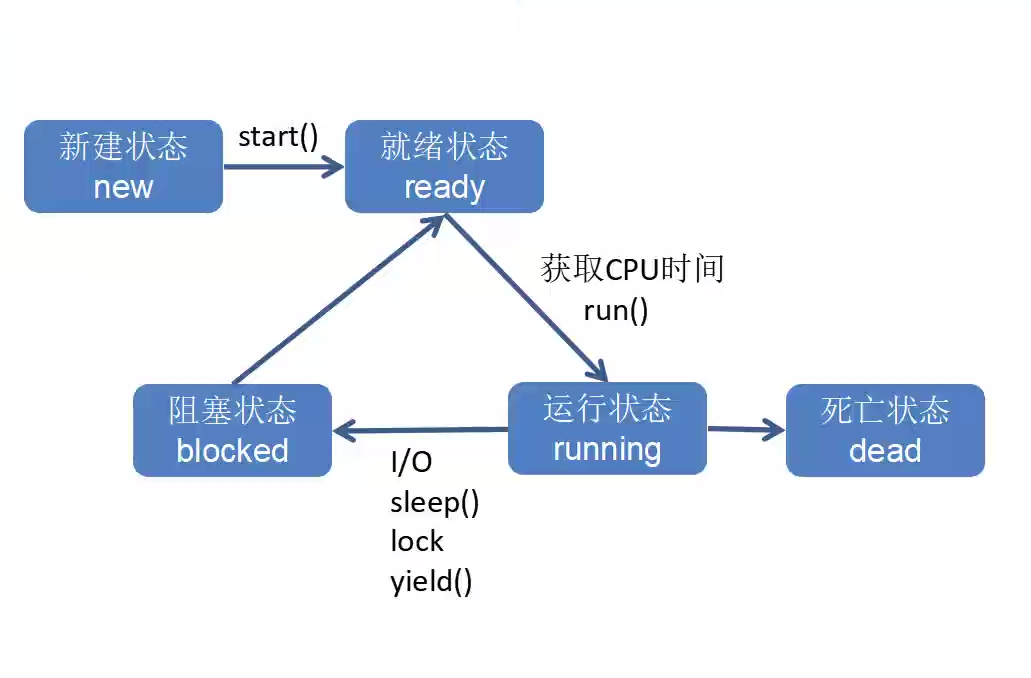 新建状态
new
start()
就绪状态
ready
获取CPU时间
run()
阻塞状态
blocked
运行状态
running
死亡状态
dead
I/O
sleep()
lock
yield()